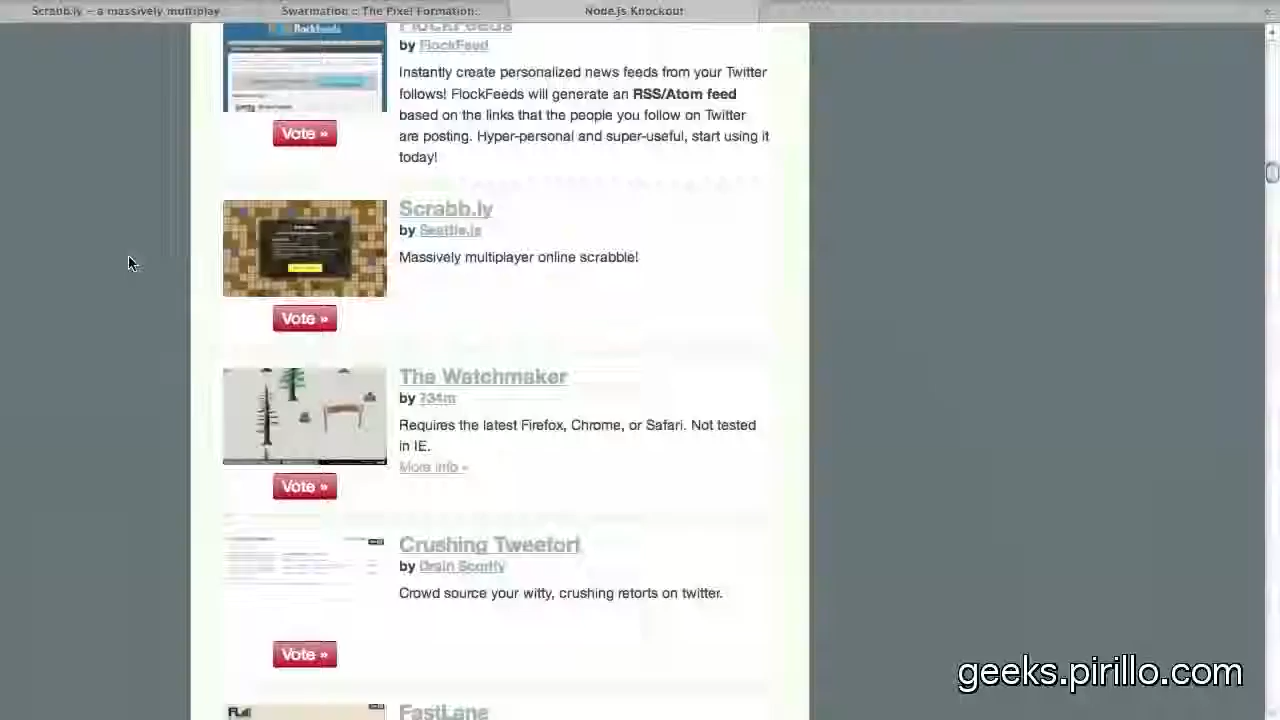 Scrabb.ly – a massively multiplay
Swarmation :: The Pixel Formation
Node.js Knockout
FlockFeeds
by FlockFeed
Instantly create personalized news feeds from your Twitter
follows! FlockFeeds will generate an RSS/Atom feed
based on the links that the people you follow on Twitter
are posting. Hyper-personal and super-useful, start using it
today!
Vote »
Scrabb.ly
by Seattle.js
Massively multiplayer online scrabble!
Vote »
The Watchmaker
by 734m
Requires the latest Firefox, Chrome, or Safari. Not tested
in IE.
More info »
Vote »
Crushing Tweetort
by
Crowd source your witty, crushing retorts on twitter.
Vote »
FastLane
geeks.pirillo.com